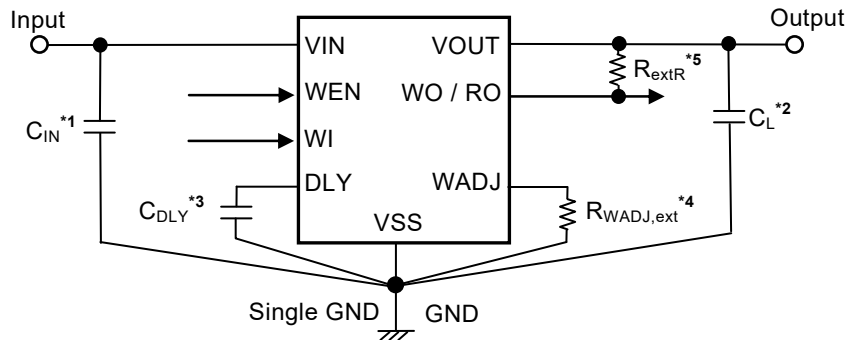 Input
Output
VIN
VOUT
R_extR *5
WEN
WO / RO
C_IN *1
C_L *2
WI
DLY
WADJ
C_DLY *3
R_WADJ,ext *4
VSS
Single GND
GND